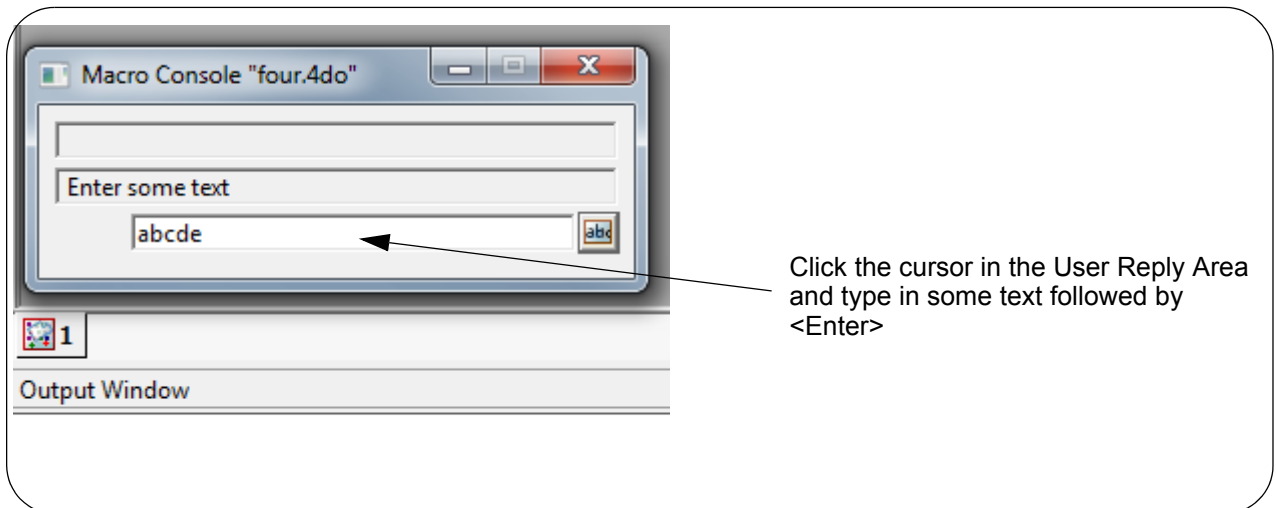 Macro Console "four.4do"
Enter some text
abcde
abc
Click the cursor in the User Reply Area
and type in some text followed by
<Enter>
1
Output Window